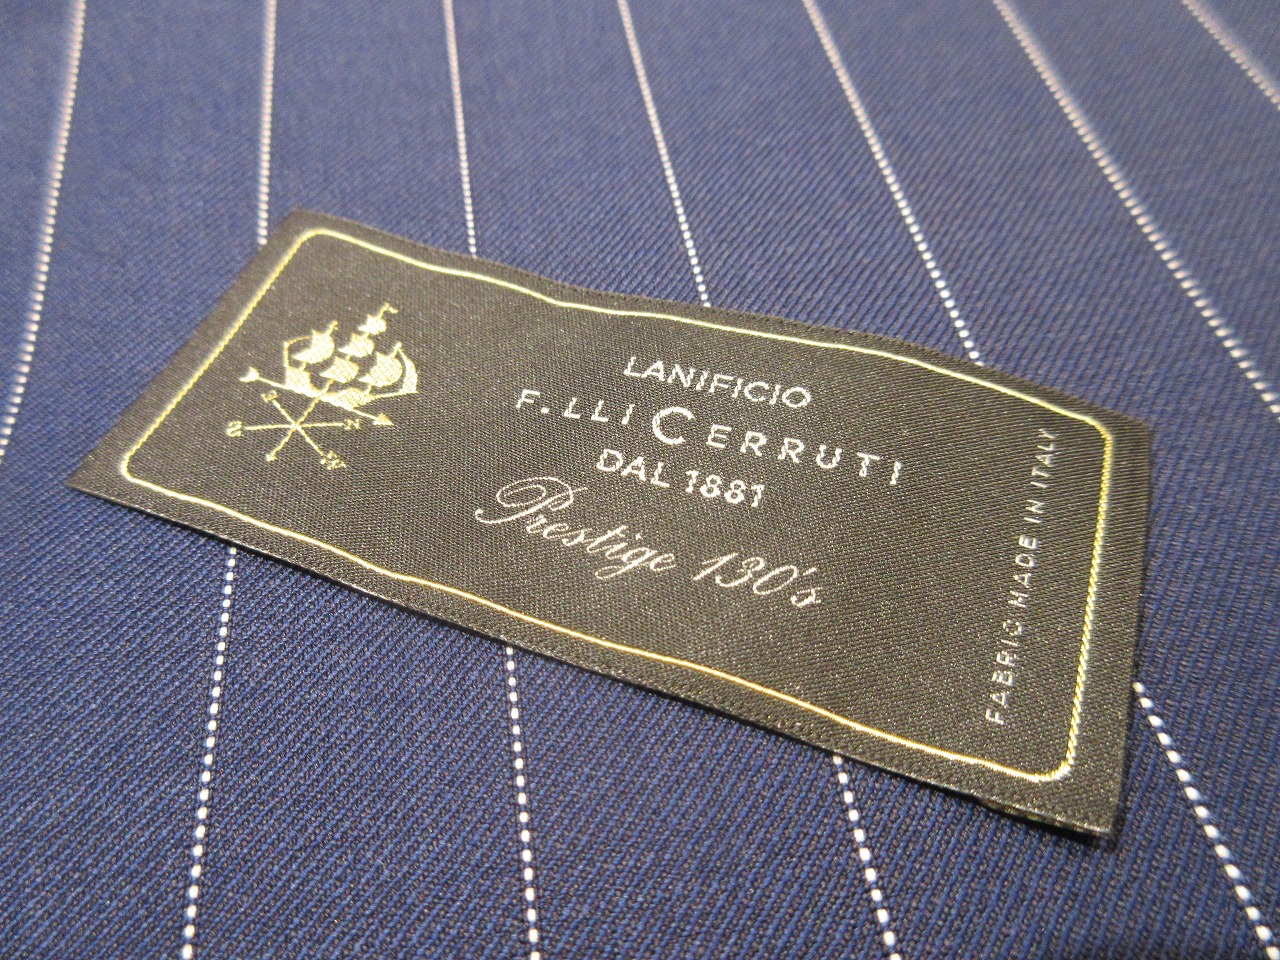 LANIFICIO
F.LLI CERRUTI
DAL 1881
Prestige 130's
FABRIC MADE IN ITALY
S
N
W